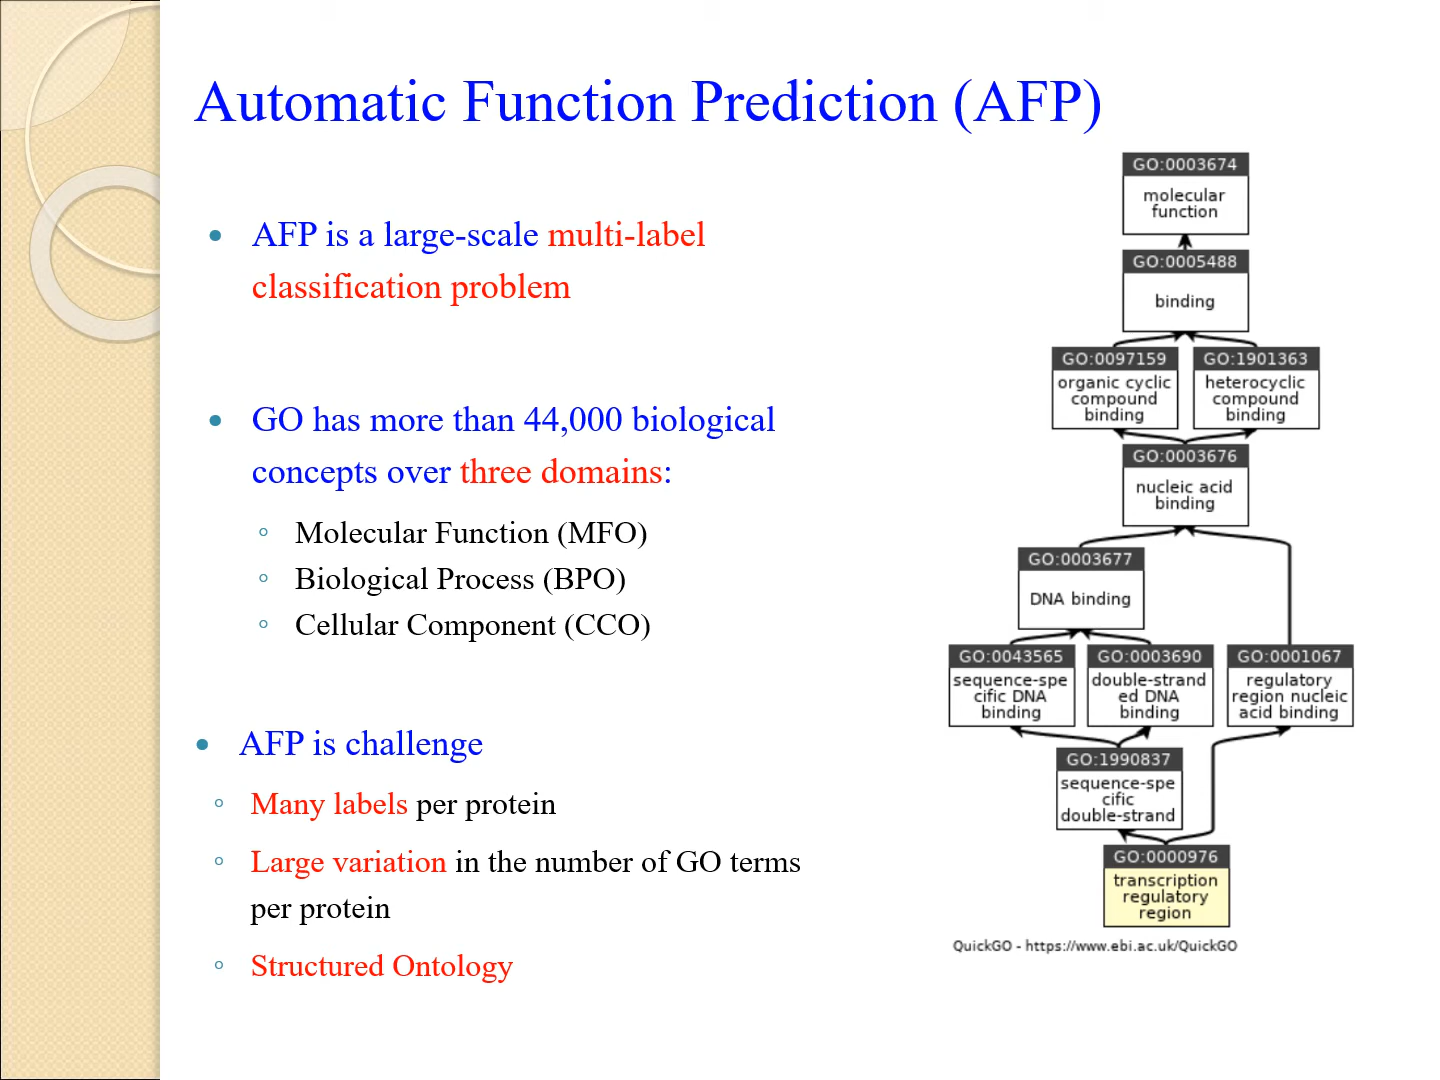 Automatic Function Prediction (AFP)
AFP is a large-scale multi-label
classification problem
GO has more than 44,000 biological
concepts over three domains:
Molecular Function (MFO)
Biological Process (BPO)
Cellular Component (CCO)
AFP is challenge
Many labels per protein
Large variation in the number of GO terms
per protein
Structured Ontology
GO:0003674
molecular
function
GO:0005488
binding
GO:0097159
organic cyclic
compound
binding
GO:1901363
heterocyclic
compound
binding
GO:0003676
nucleic acid
binding
GO:0003677
DNA binding
GO:0043565
sequence-spe
cific DNA
binding
GO:0003690
double-strand
ed DNA
binding
GO:0001067
regulatory
region nucleic
acid binding
GO:1990837
sequence-spe
cific
double-strand
GO:0000976
transcription
regulatory
region
QuickGO - https://www.ebi.ac.uk/QuickGO